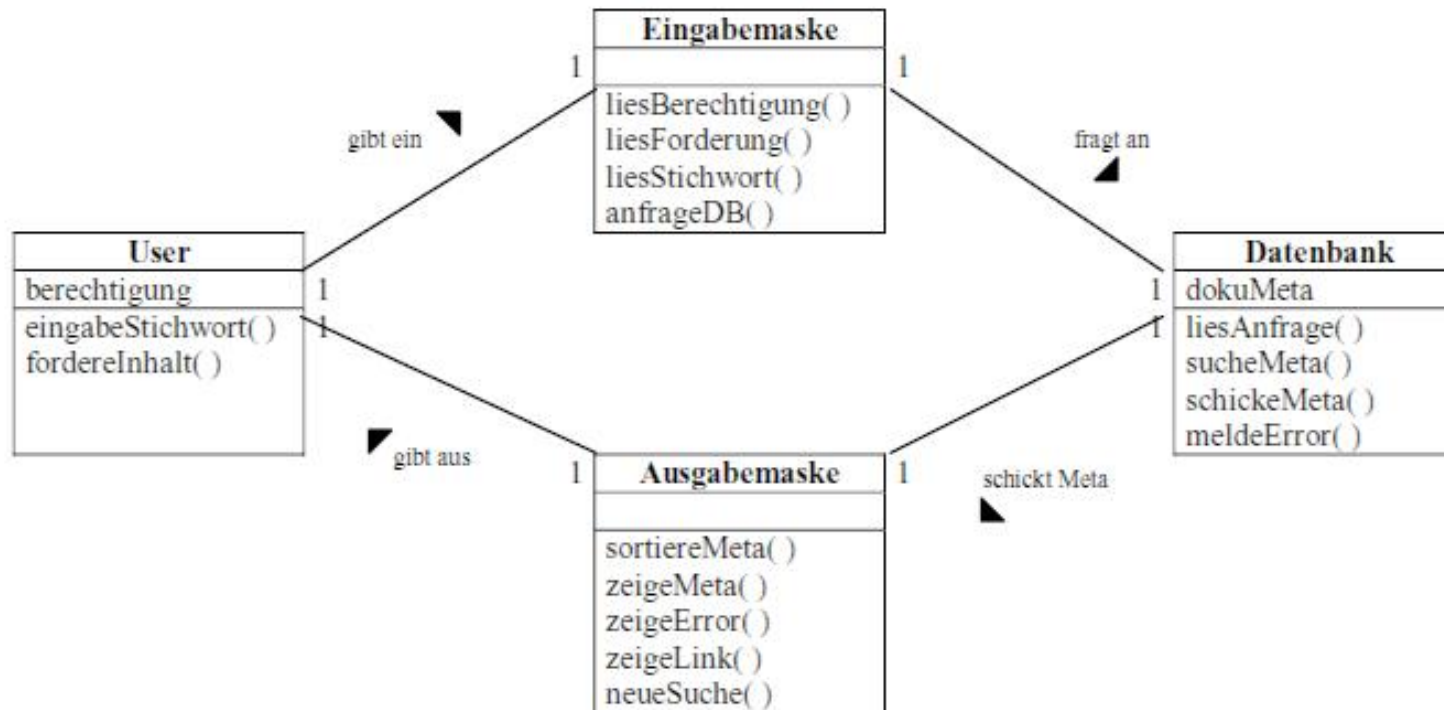 Eingabemaske
1
1
liesBerechtigung( )
liesForderung( )
liesStichwort( )
anfrageDB( )
gibt ein
fragt an
User
berechtigung
1
eingabeStichwort( )
1
fordereInhalt( )
Datenbank
1
dokuMeta
1
liesAnfrage( )
sucheMeta( )
schickeMeta( )
meldeError( )
gibt aus
schickt Meta
1
Ausgabemaske
1
sortiereMeta( )
zeigeMeta( )
zeigeError( )
zeigeLink( )
neueSuche( )